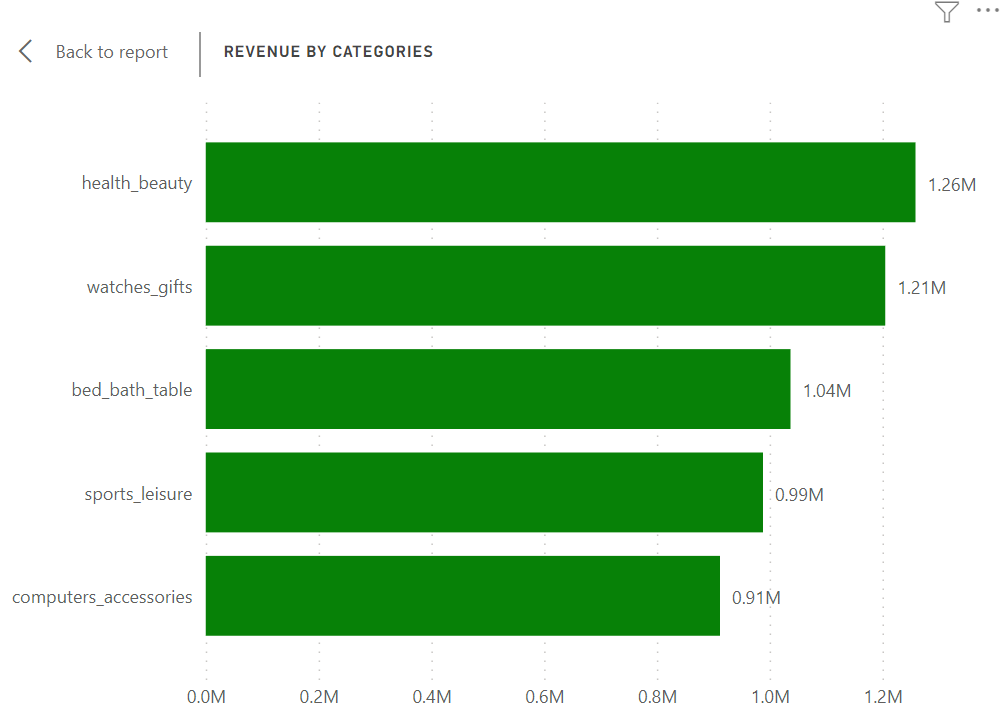 Back to report
REVENUE BY CATEGORIES
health_beauty
1.26M
watches_gifts
1.21M
bed_bath_table
1.04M
sports_leisure
0.99M
computers_accessories
0.91M
0.0M 0.2M 0.4M 0.6M 0.8M 1.0M 1.2M